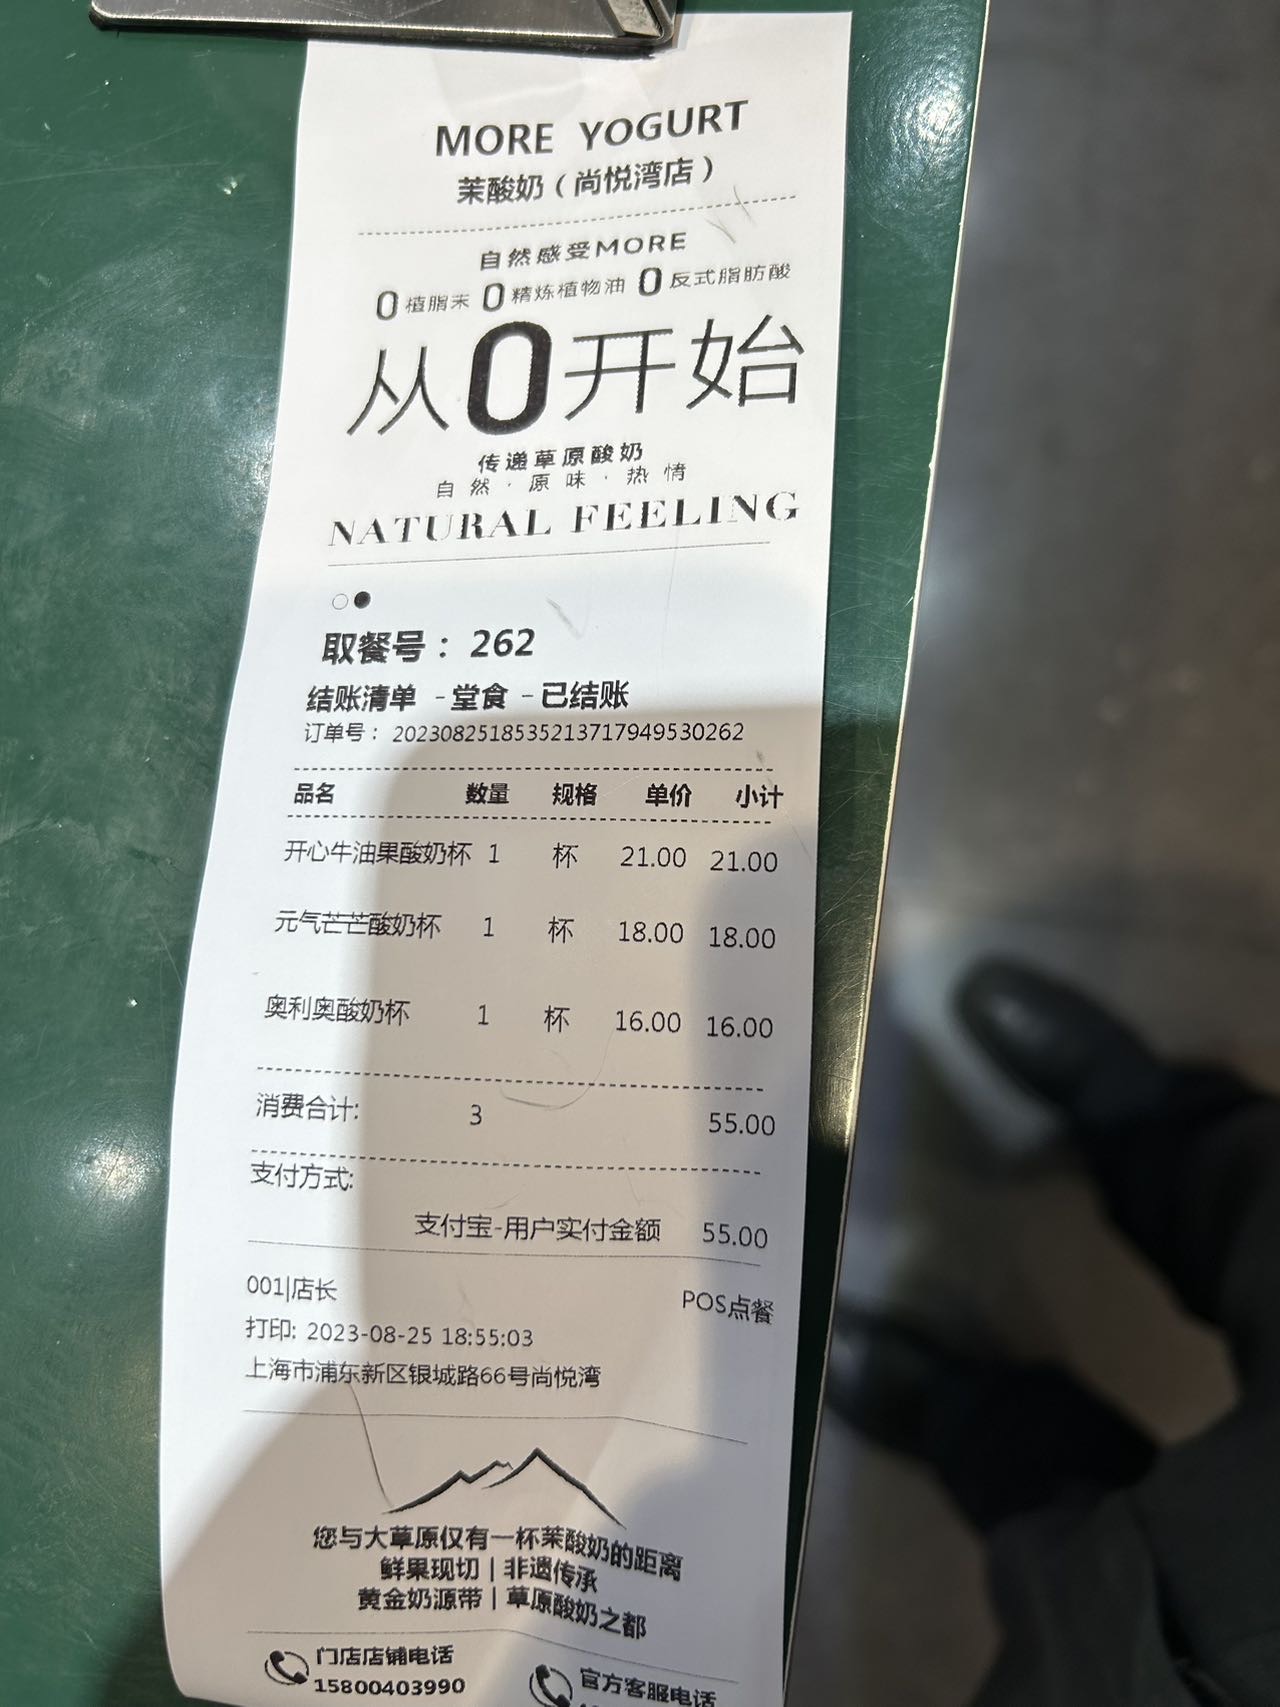 MORE YOGURT
茉酸奶（尚悦湾店）
自然感受MORE
0植脂末 0精炼植物油 0反式脂肪酸
从0开始
传递草原酸奶
自然·原味·热情
NATURAL FEELING
取餐号： 262
结账清单 -堂食 -已结账
订单号： 20230825185352137179495302​62
品名 数量 规格 单价 小计
开心牛油果酸奶杯 1 杯 21.00 21.00
元气芒芒酸奶杯 1 杯 18.00 18.00
奥利奥酸奶杯 1 杯 16.00 16.00
消费合计: 3 55.00
支付方式:
支付宝-用户实付金额 55.00
001|店长 POS点餐
打印: 2023-08-25 18:55:03
上海市浦东新区银城路66号尚悦湾
您与大草原仅有一杯茉酸奶的距离
鲜果现切｜非遗传承
黄金奶源带｜草原酸奶之都
门店店铺电话 官方客服电话
15800403990